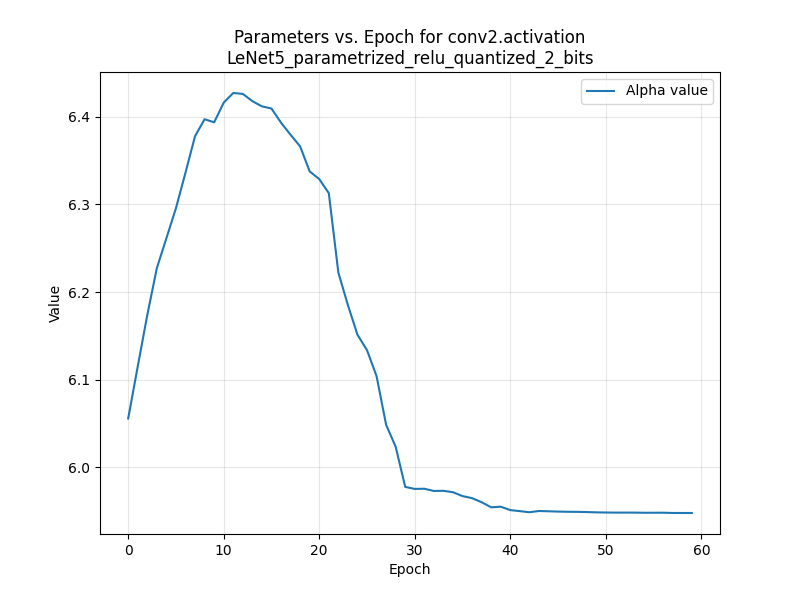 Parameters vs. Epoch for conv2.activation
LeNet5_parametrized_relu_quantized_2_bits
Alpha value
6.4
6.3
6.2
6.1
6.0
Value
0 10 20 30 40 50 60
Epoch